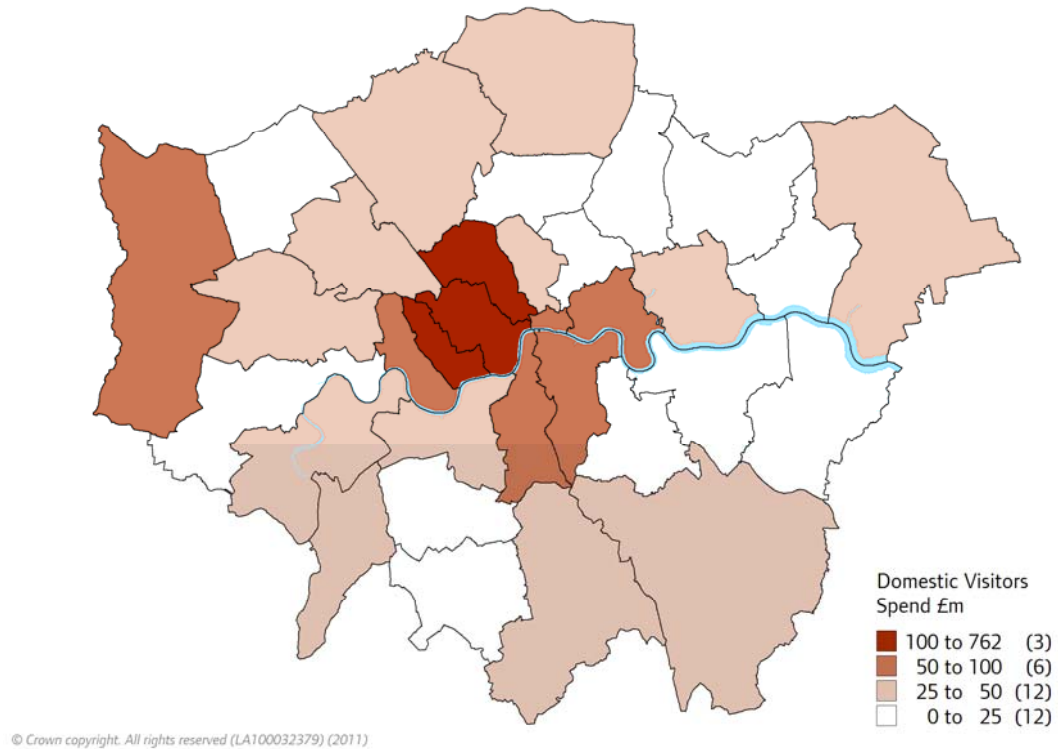 Domestic Visitors
Spend £m
100 to 762 (3)
50 to 100 (6)
25 to 50 (12)
0 to 25 (12)
© Crown copyright. All rights reserved (LA100032379) (2011)